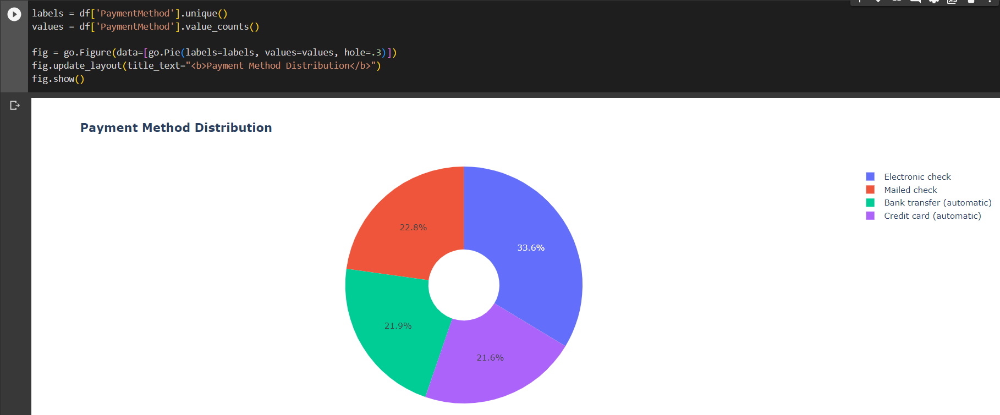 labels = df['PaymentMethod'].unique()
values = df['PaymentMethod'].value_counts()
fig = go.Figure(data=[go.Pie(labels=labels, values=values, hole=.3)])
fig.update_layout(title_text="<b>Payment Method Distribution</b>")
fig.show()
Payment Method Distribution
Electronic check
Mailed check
Bank transfer (automatic)
Credit card (automatic)
22.8%
33.6%
21.9%
21.6%